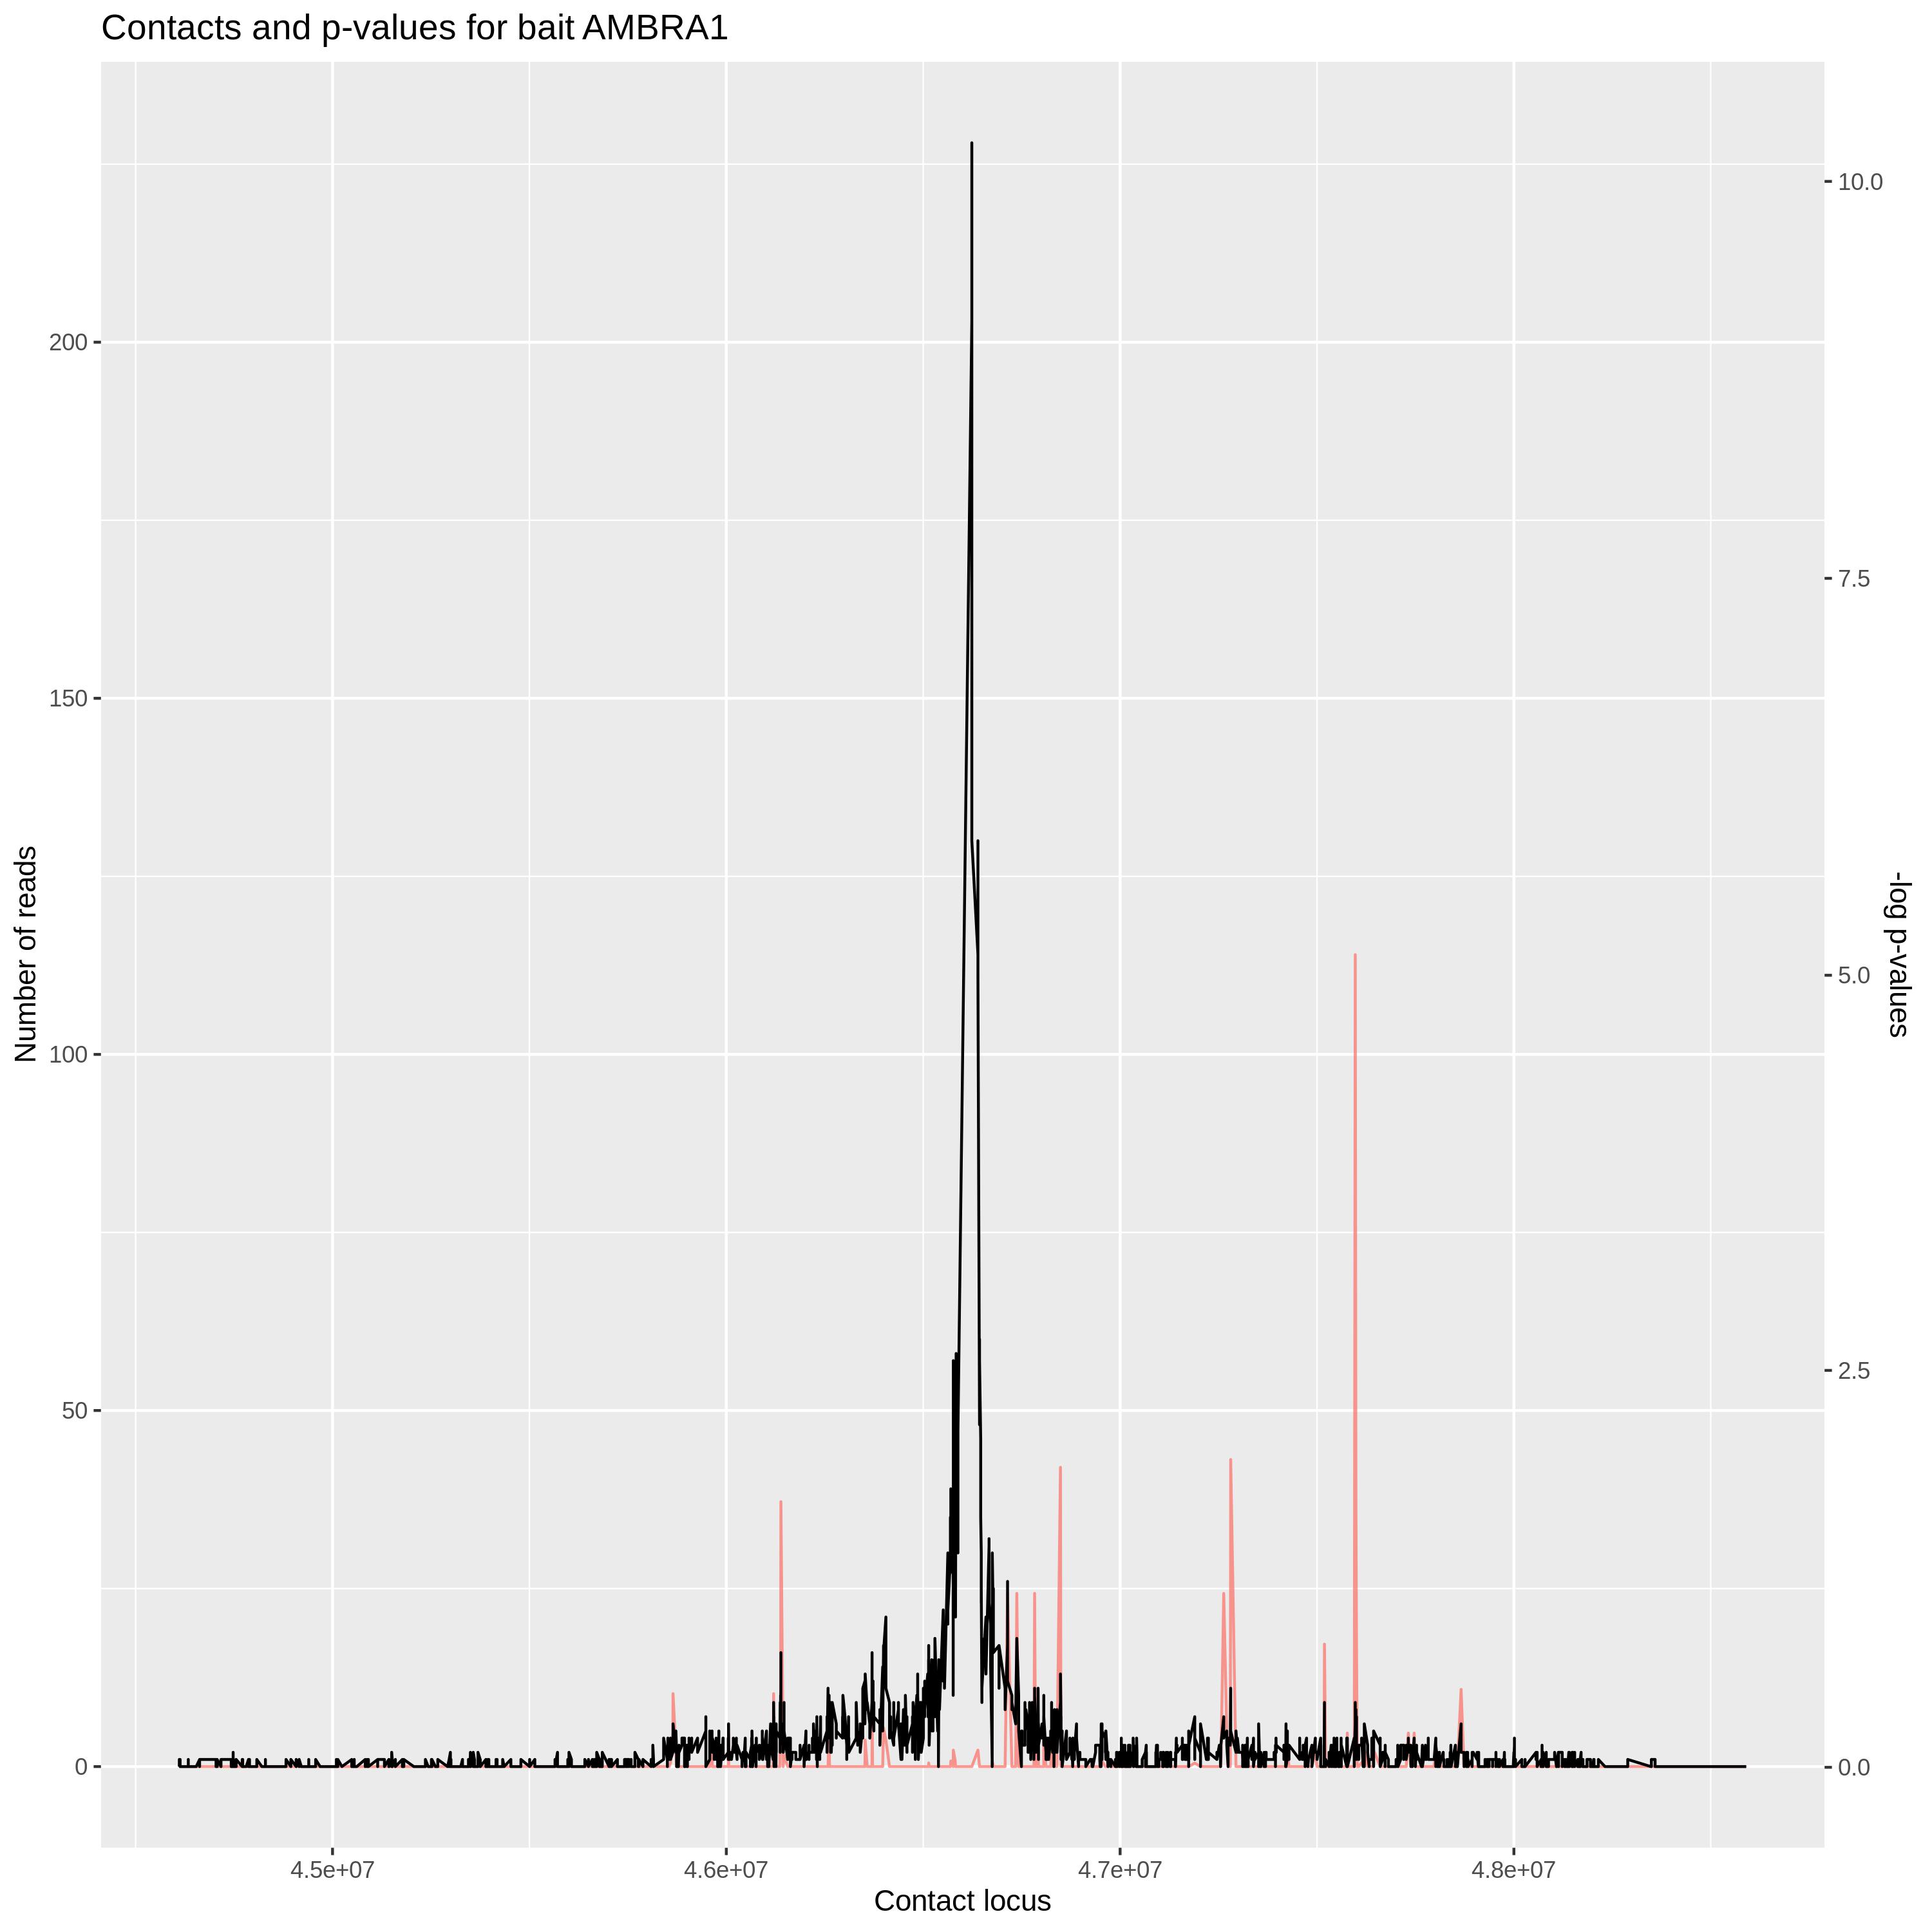 Contacts and p-values for bait AMBRA1
Number of reads
200
150
100
50
0
10.0
7.5
5.0
2.5
0.0
-log p-values
4.5e+07
4.6e+07
4.7e+07
4.8e+07
Contact locus